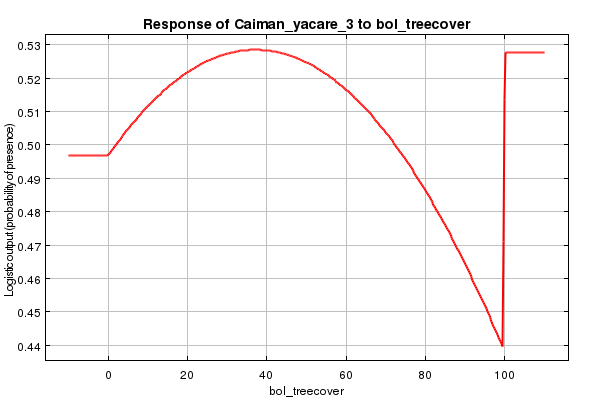 Response of Caiman_yacare_3 to bol_treecover
Logistic output (probability of presence)
0.53
0.52
0.51
0.50
0.49
0.48
0.47
0.46
0.45
0.44
0 20 40 60 80 100
bol_treecover